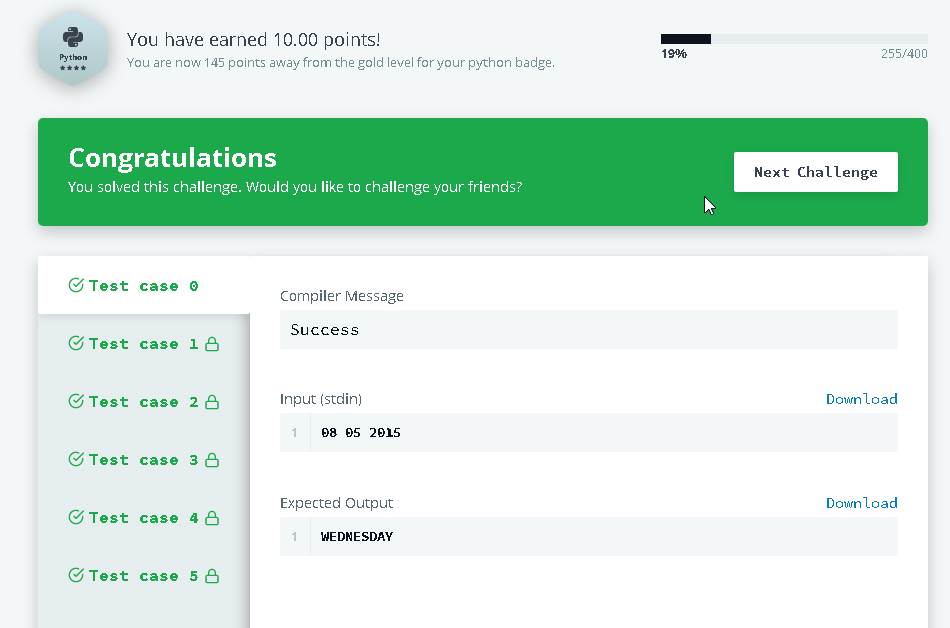 You have earned 10.00 points!
Python
You are now 145 points away from the gold level for your python badge.
19%
255/400
Congratulations
You solved this challenge. Would you like to challenge your friends?
Next Challenge
Test case 0
Test case 1
Test case 2
Test case 3
Test case 4
Test case 5
Compiler Message
Success
Input (stdin)
Download
1 08 05 2015
Expected Output
Download
1 WEDNESDAY